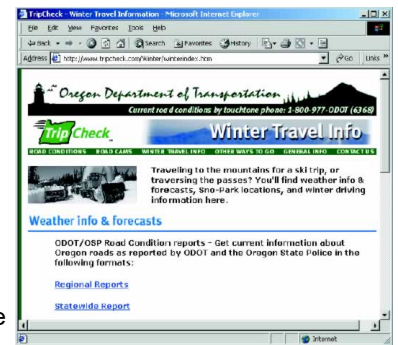 TripCheck - Winter Travel Information - Microsoft Internet Explorer
File Edit View Favorites Tools Help
Back Search Favorites History
Address http://www.tripcheck.com/Winter/winterindex.htm Go Links »
Oregon Department of Transportation
Current road conditions by touchtone phone: 1-800-977-ODOT (6368)
Trip Check Winter Travel Info
ROAD CONDITIONS ROAD CAMS WINTER TRAVEL INFO OTHER WAYS TO GO GENERAL INFO CONTACT US
Traveling to the mountains for a ski trip, or
traversing the passes? You'll find weather info &
forecasts, Sno-Park locations, and winter driving
information here.
Weather info & forecasts
ODOT/OSP Road Condition reports - Get current information about
Oregon roads as reported by ODOT and the Oregon State Police in the
following formats:
Regional Reports
Statewide Report
e
Internet